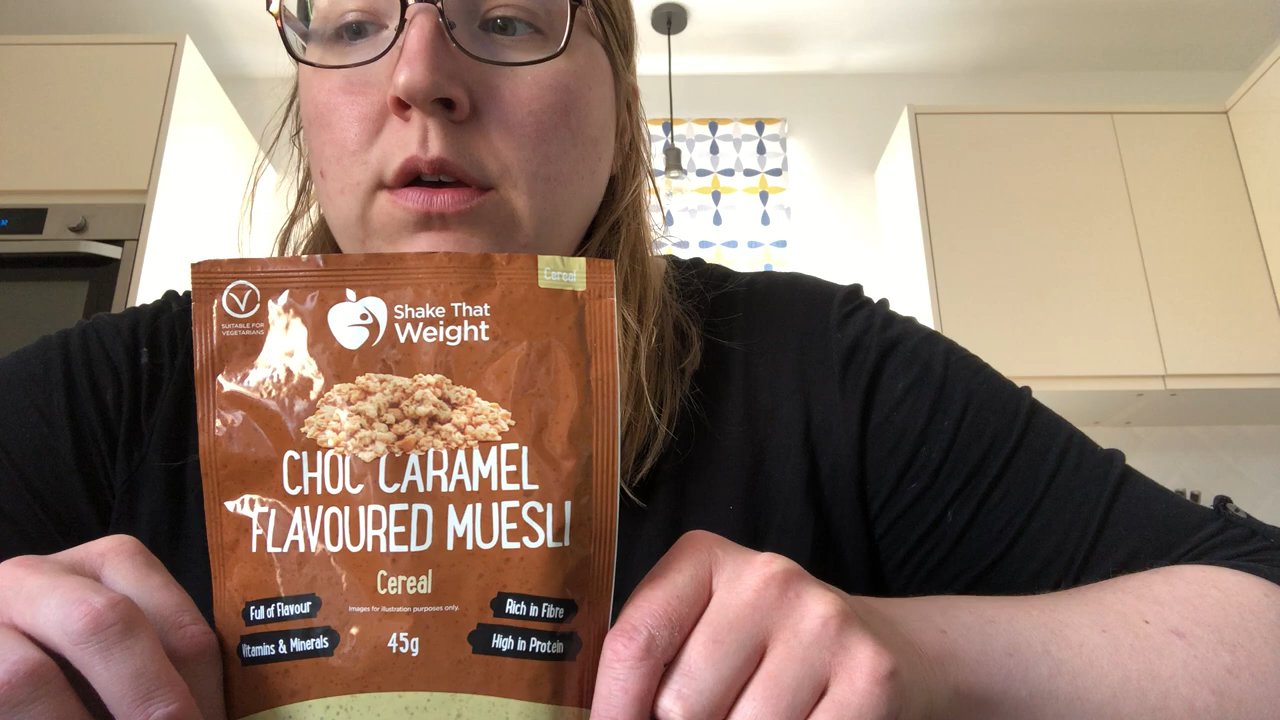 Cereal
SUITABLE FOR
VEGETARIANS
Shake That
Weight
CHOC CARAMEL
FLAVOURED MUESLI
Cereal
Full of Flavour
Images for illustration purposes only.
Rich in Fibre
Vitamins & Minerals
45g
High in Protein